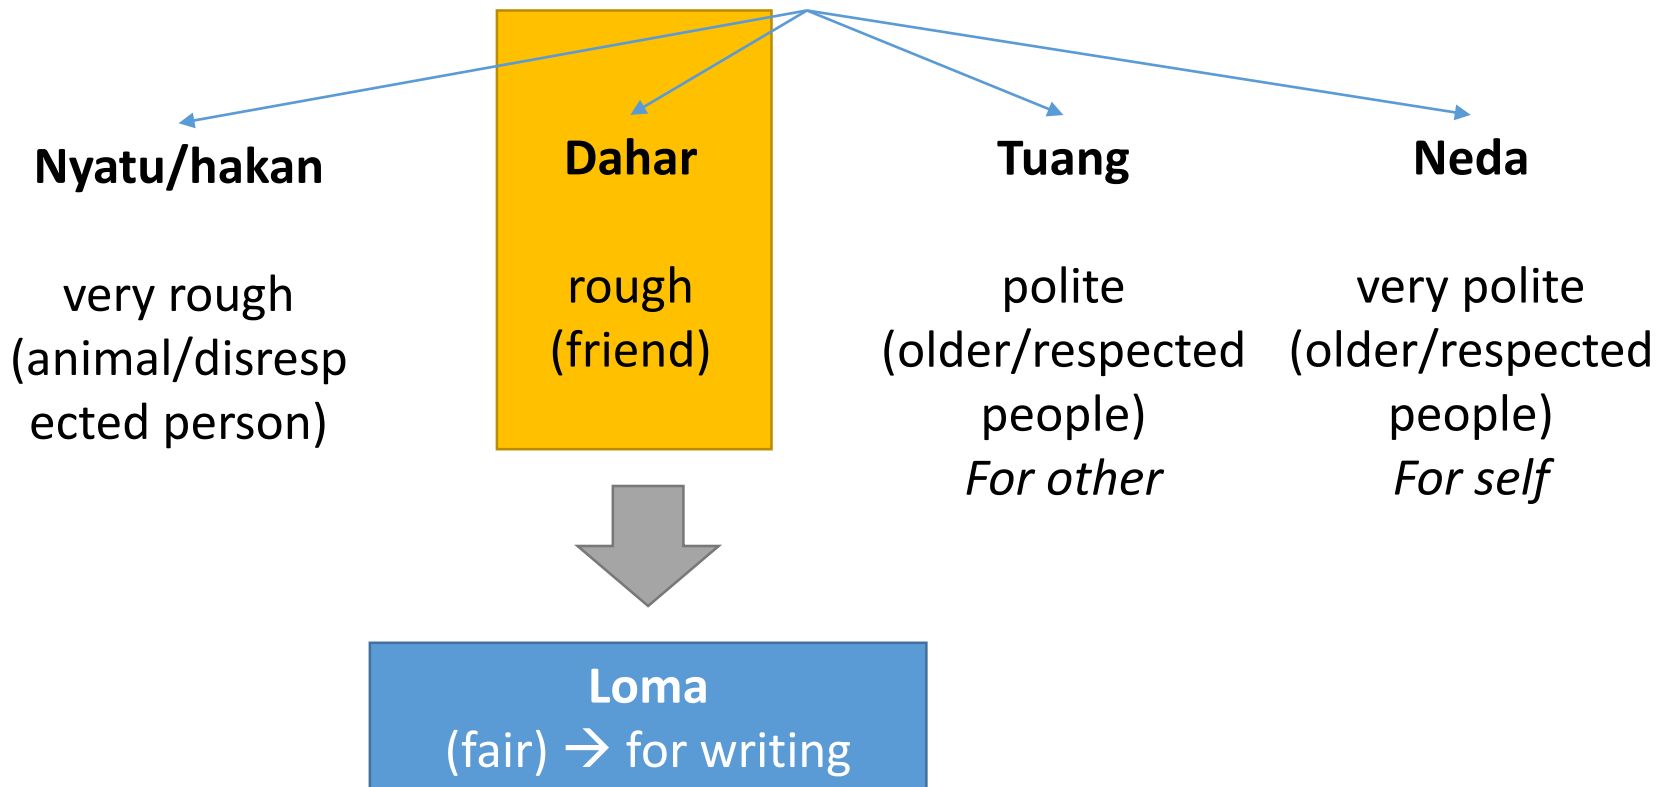 Nyatu/hakan
very rough
(animal/disresp
ected person)
Dahar
rough
(friend)
Tuang
polite
(older/respected
people)
For other
Neda
very polite
(older/respected
people)
For self
Loma
(fair) → for writing